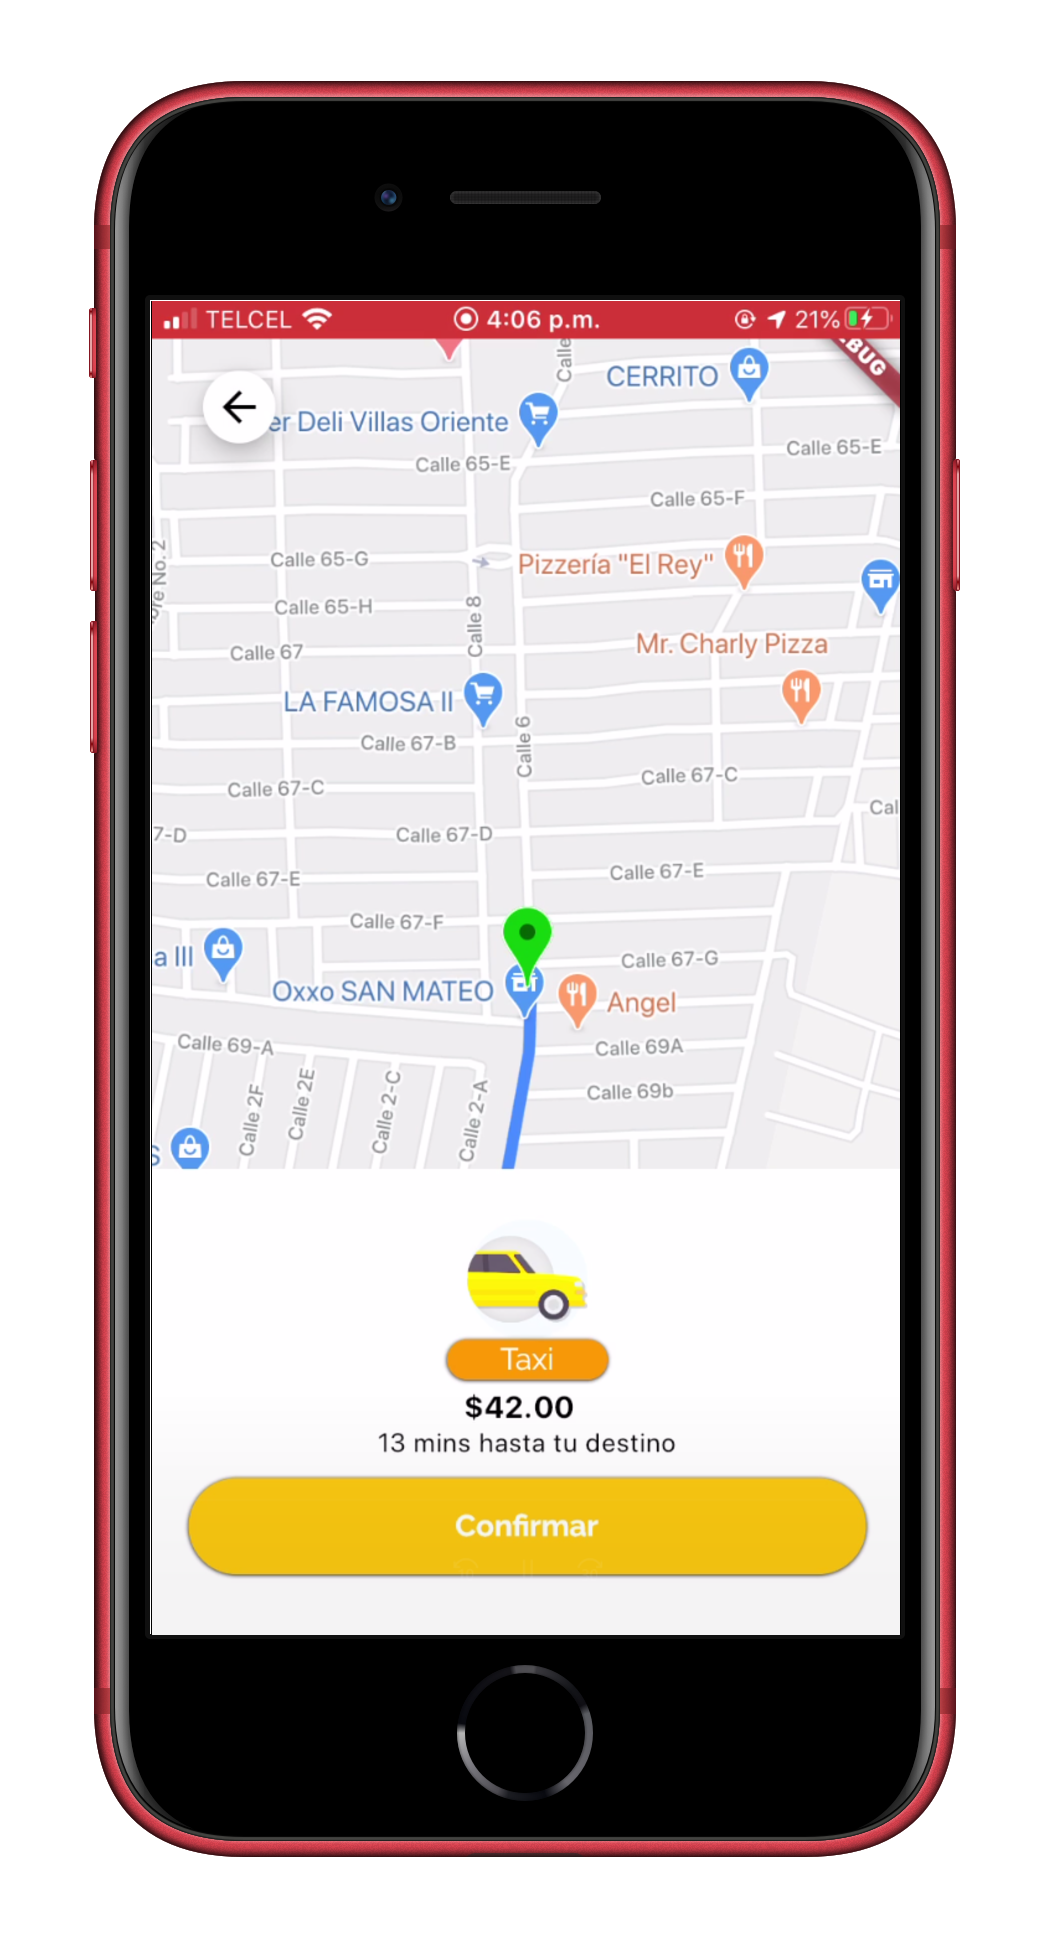 TELCEL
4:06 p.m.
21%
BUG
CERRITO
er Deli Villas Oriente
Calle
Calle 65-E
Calle 65-E
Calle 65-F
Calle 65-G
Pizzería "El Rey"
Calle 65-H
Calle 8
Mr. Charly Pizza
Calle 67
LA FAMOSA II
Calle 6
Calle 67-B
Calle 67-C
Calle 67-C
Cal
7-D
Calle 67-D
Calle 67-E
Calle 67-E
Calle 67-F
a III
Calle 67-G
Oxxo SAN MATEO
Angel
Calle 69-A
Calle 69A
Calle 69b
Calle 2F
Calle 2E
Calle 2-C
Calle 2-A
S
Taxi
$42.00
13 mins hasta tu destino
Confirmar